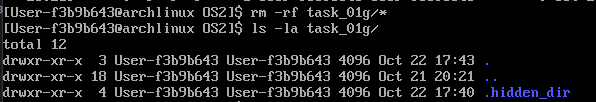 [User-f3b9b643@archlinux OS2]$ rm -rf task_01g/*
[User-f3b9b643@archlinux OS2]$ ls -la task_01g/
total 12
drwxr-xr-x  3 User-f3b9b643 User-f3b9b643 4096 Oct 22 17:43 .
drwxr-xr-x 18 User-f3b9b643 User-f3b9b643 4096 Oct 21 20:21 ..
drwxr-xr-x  4 User-f3b9b643 User-f3b9b643 4096 Oct 22 17:40 .hidden_dir